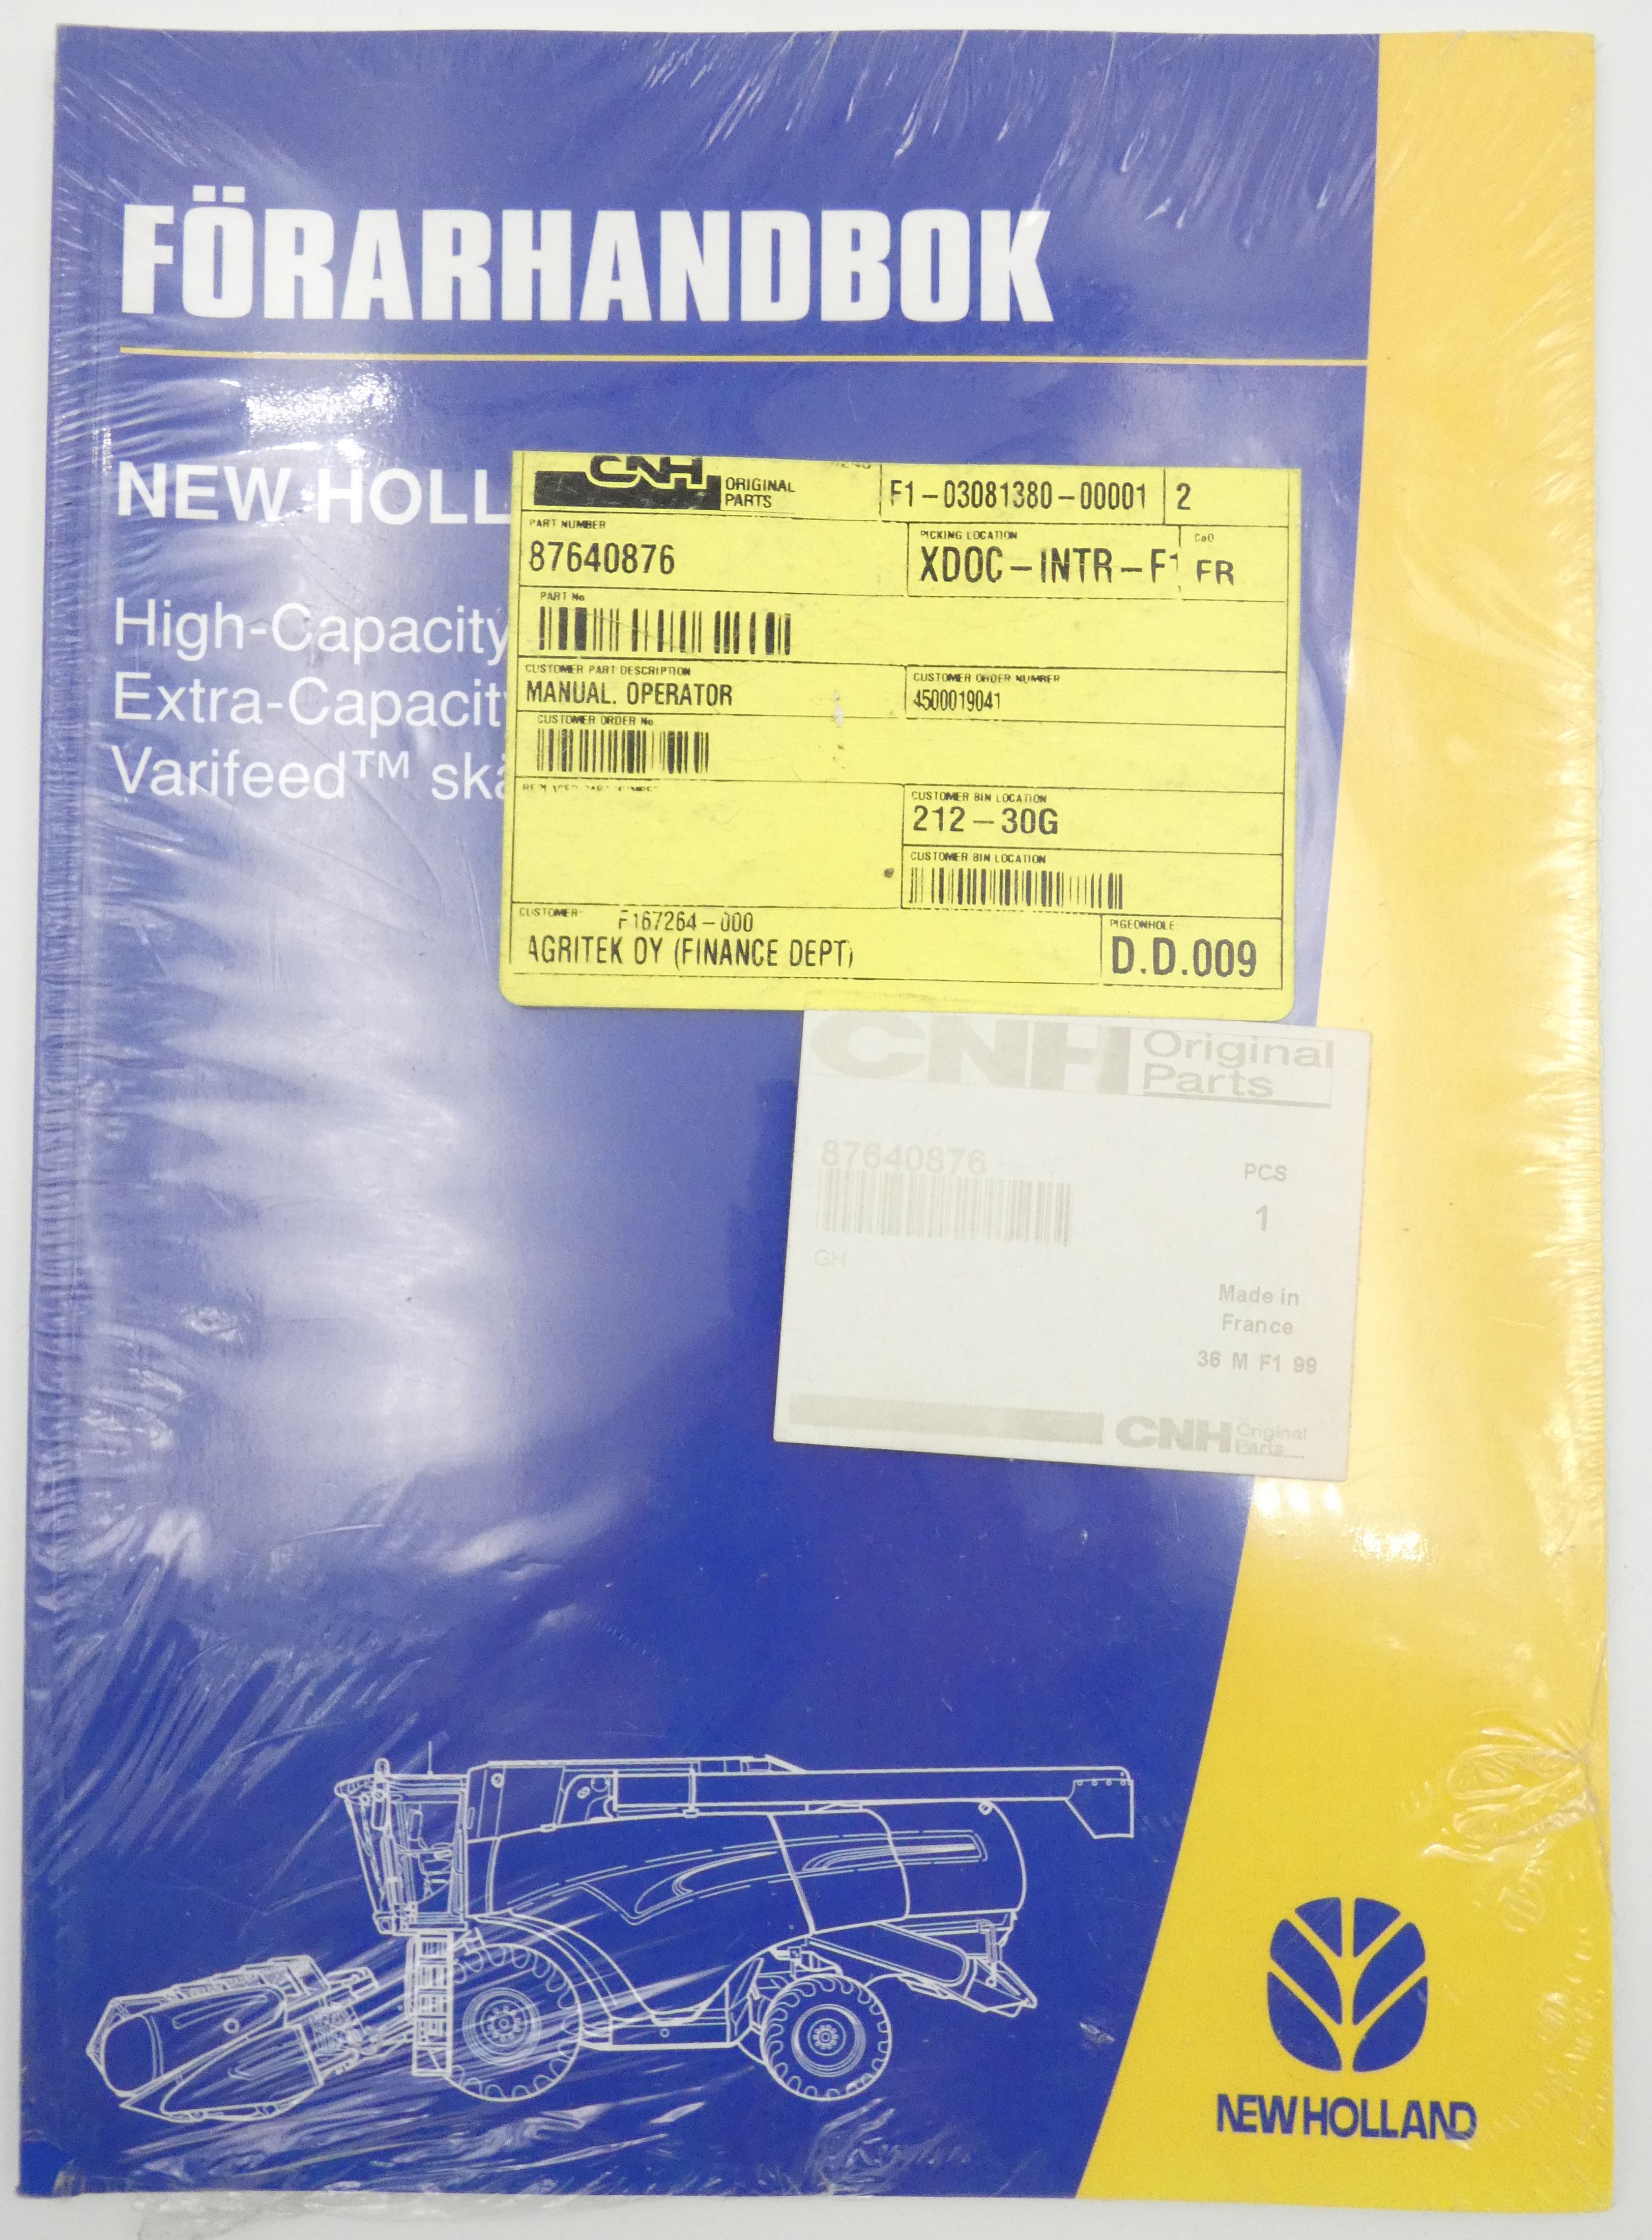 FÖRARHANDBOK
NEW HOLL
High-Capacity
Extra-Capacit
Varifeed™ skä
CNH ORIGINAL
PARTS
F1-03081380-00001 2
PART NUMBER
87640876
PICKING LOCATION
XDOC-INTR-F1
CoO
FR
PART No
CUSTOMER PART DESCRIPTION
MANUAL. OPERATOR
CUSTOMER ORDER NUMBER
4500019041
CUSTOMER ORDER No
CUSTOMER BIN LOCATION
212-30G
CUSTOMER BIN LOCATION
CUSTOMER F167264-000
AGRITEK OY (FINANCE DEPT)
PIGEONHOLE
D.D.009
CNH Original
Parts
87640876
PCS
1
GH
Made in
France
36 M F1 99
CNH Original
Parts
NEW HOLLAND